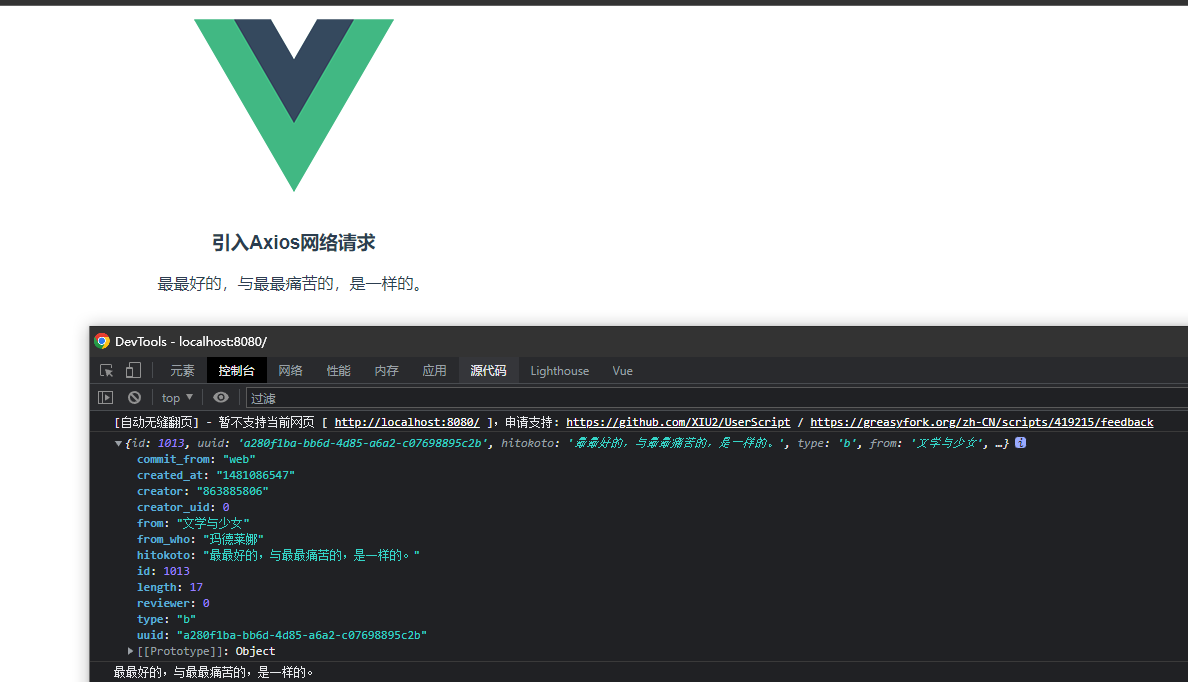 引入Axios网络请求
最最好的，与最最痛苦的，是一样的。
DevTools - localhost:8080/
元素 控制台 网络 性能 内存 应用 源代码 Lighthouse Vue
top ▼ 过滤
[自动无缝翻页] - 暂不支持当前网页 [ http://localhost:8080/ ]，申请支持: https://github.com/XIU2/UserScript / https://greasyfork.org/zh-CN/scripts/419215/feedback
▼{id: 1013, uuid: 'a280f1ba-bb6d-4d85-a6a2-c07698895c2b', hitokoto: '最最好的，与最最痛苦的，是一样的。', type: 'b', from: '文学与少女', …} i
commit_from: "web"
created_at: "1481086547"
creator: "863885806"
creator_uid: 0
from: "文学与少女"
from_who: "玛德莱娜"
hitokoto: "最最好的，与最最痛苦的，是一样的。"
id: 1013
length: 17
reviewer: 0
type: "b"
uuid: "a280f1ba-bb6d-4d85-a6a2-c07698895c2b"
▶[[Prototype]]: Object
最最好的，与最最痛苦的，是一样的。